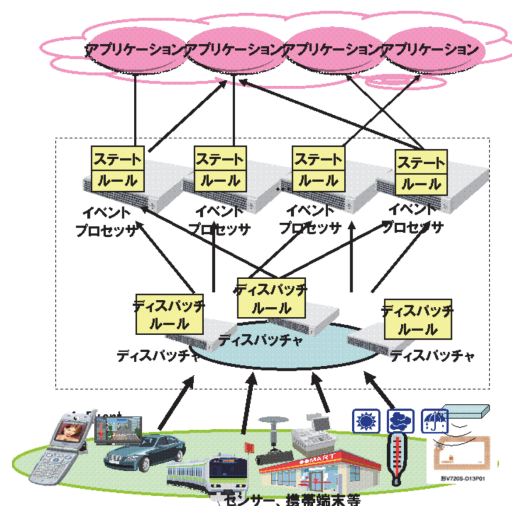 アプリケーション アプリケーション アプリケーション アプリケーション
ステート ステート ステート ステート
ルール ルール ルール ルール
イベント イベント イベント イベント
プロセッサ プロセッサ プロセッサ プロセッサ
ディスパッチ
ルール
ディスパッチ
ルール
ディスパッチ
ルール
ディスパッチャ ディスパッチャ ディスパッチャ
MART
形V720S-D13P01
センサー、携帯端末等